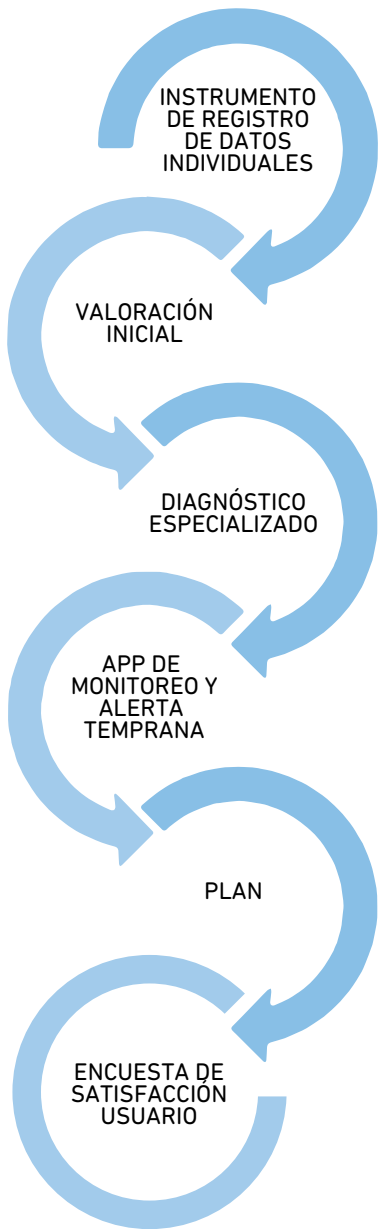 INSTRUMENTO
DE REGISTRO
DE DATOS
INDIVIDUALES
VALORACIÓN
INICIAL
DIAGNÓSTICO
ESPECIALIZADO
APP DE
MONITOREO Y
ALERTA
TEMPRANA
PLAN
ENCUESTA DE
SATISFACCIÓN
USUARIO